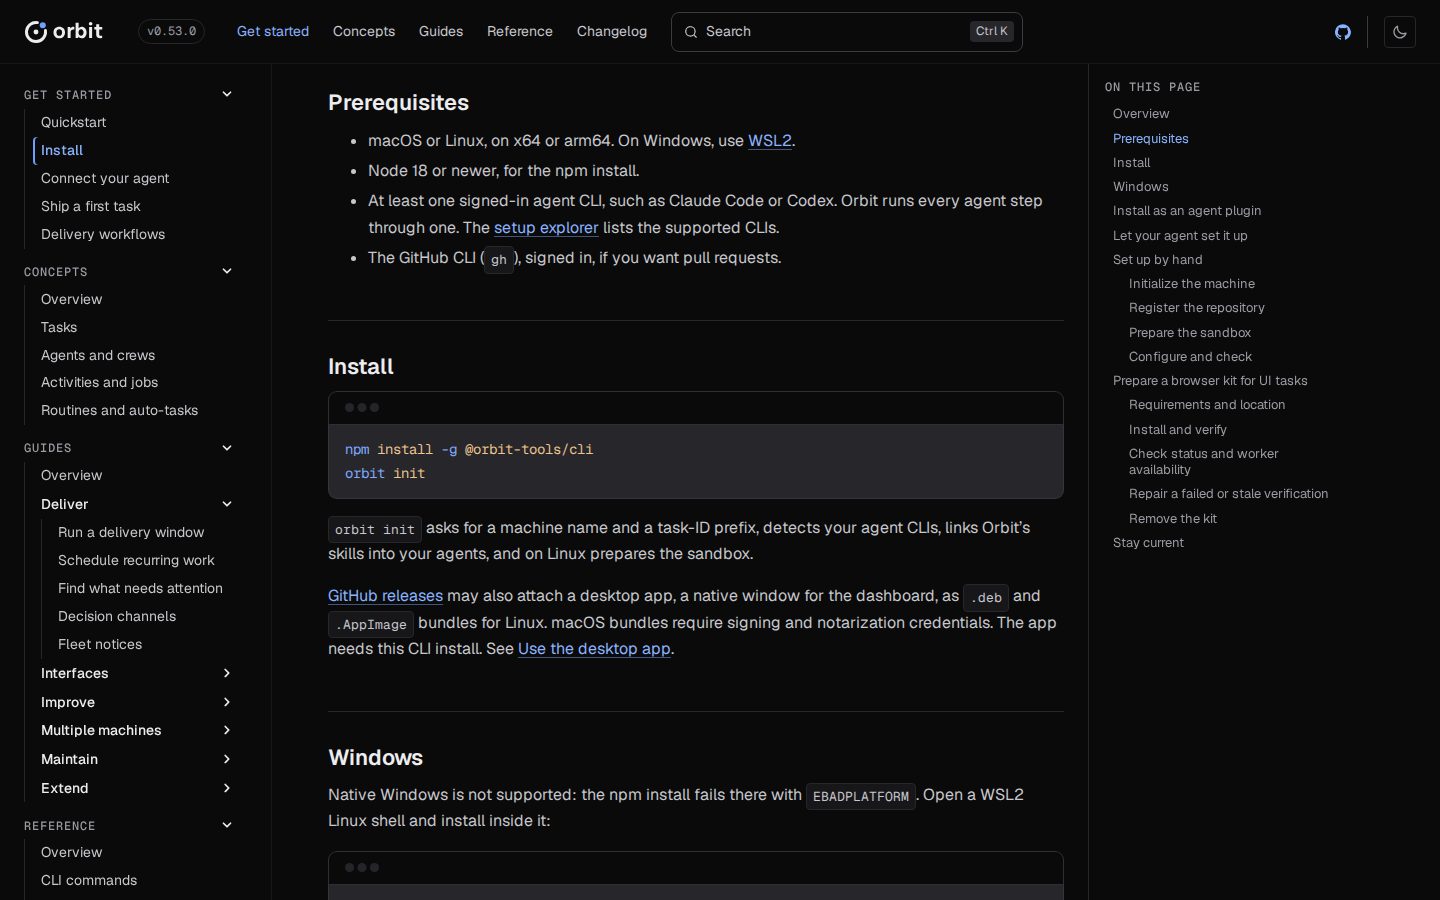 orbit
v0.53.0
Get started
Concepts
Guides
Reference
Changelog
Search
Ctrl K
GET STARTED
Quickstart
Install
Connect your agent
Ship a first task
Delivery workflows
CONCEPTS
Overview
Tasks
Agents and crews
Activities and jobs
Routines and auto-tasks
GUIDES
Overview
Deliver
Run a delivery window
Schedule recurring work
Find what needs attention
Decision channels
Fleet notices
Interfaces
Improve
Multiple machines
Maintain
Extend
REFERENCE
Overview
CLI commands
Prerequisites
macOS or Linux, on x64 or arm64. On Windows, use WSL2.
Node 18 or newer, for the npm install.
At least one signed-in agent CLI, such as Claude Code or Codex. Orbit runs every agent step
through one. The setup explorer lists the supported CLIs.
The GitHub CLI (gh), signed in, if you want pull requests.
Install
npm install -g @orbit-tools/cli
orbit init
orbit init asks for a machine name and a task-ID prefix, detects your agent CLIs, links Orbit’s
skills into your agents, and on Linux prepares the sandbox.
GitHub releases may also attach a desktop app, a native window for the dashboard, as .deb and
.AppImage bundles for Linux. macOS bundles require signing and notarization credentials. The app
needs this CLI install. See Use the desktop app.
Windows
Native Windows is not supported: the npm install fails there with EBADPLATFORM. Open a WSL2
Linux shell and install inside it:
ON THIS PAGE
Overview
Prerequisites
Install
Windows
Install as an agent plugin
Let your agent set it up
Set up by hand
Initialize the machine
Register the repository
Prepare the sandbox
Configure and check
Prepare a browser kit for UI tasks
Requirements and location
Install and verify
Check status and worker
availability
Repair a failed or stale verification
Remove the kit
Stay current